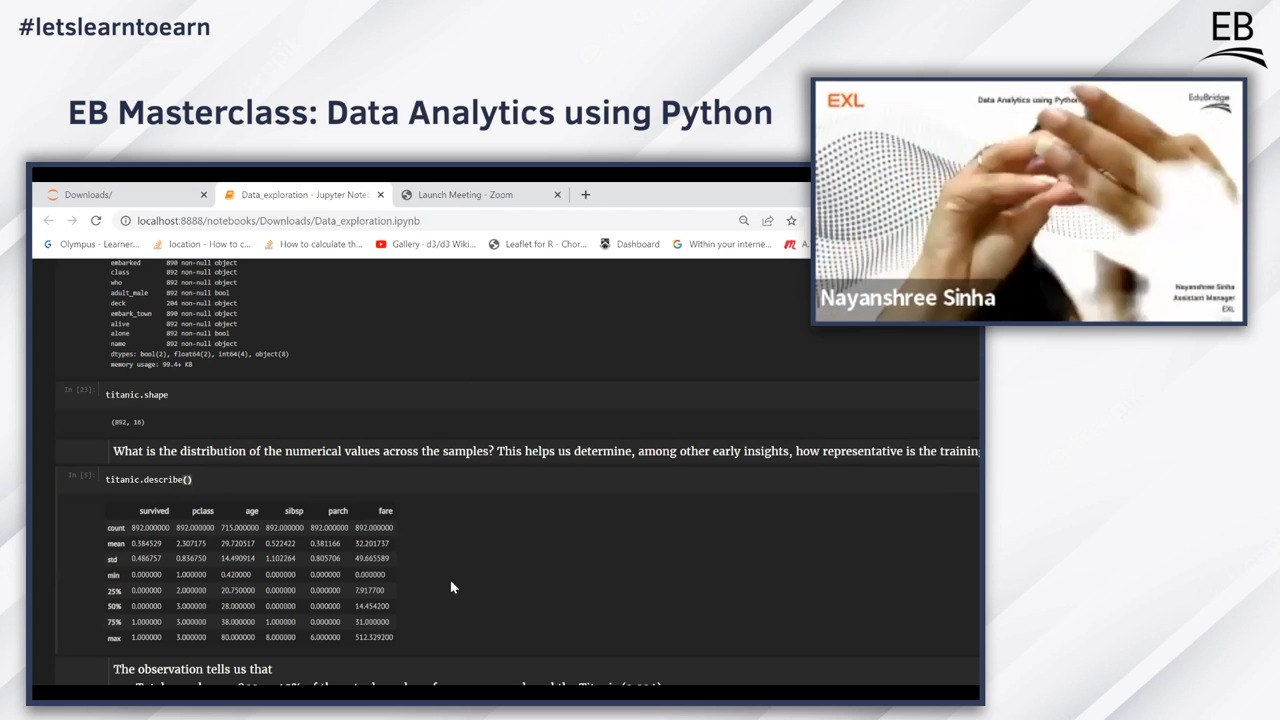 #letslearntoearn
EB
EB Masterclass: Data Analytics using Python
EXL
Data Analytics using Python
EduBridge
Nayanshree Sinha
Nayanshree Sinha
Assistant Manager
EXL
Downloads/
Data_exploration - Jupyter Note
Launch Meeting - Zoom
localhost:8888/notebooks/Downloads/Data_exploration.ipynb
Olympus - Learner...
location - How to c...
How to calculate th...
Gallery · d3/d3 Wiki...
Leaflet for R - Chor...
Dashboard
Within your interne...
embarked 890 non-null object
class 892 non-null object
who 892 non-null object
adult_male 892 non-null bool
deck 204 non-null object
embark_town 890 non-null object
alive 892 non-null object
alone 892 non-null bool
name 892 non-null object
dtypes: bool(2), float64(2), int64(4), object(8)
memory usage: 99.4+ KB
In [23]: titanic.shape
(892, 16)
What is the distribution of the numerical values across the samples? This helps us determine, among other early insights, how representative is the training
In [5]: titanic.describe()
survived pclass age sibsp parch fare
count 892.000000 892.000000 715.000000 892.000000 892.000000 892.000000
mean 0.384529 2.307175 29.720517 0.522422 0.381166 32.201737
std 0.486757 0.836750 14.490914 1.102264 0.805706 49.665589
min 0.000000 1.000000 0.420000 0.000000 0.000000 0.000000
25% 0.000000 2.000000 20.750000 0.000000 0.000000 7.917700
50% 0.000000 3.000000 28.000000 0.000000 0.000000 14.454200
75% 1.000000 3.000000 38.000000 1.000000 0.000000 31.000000
max 1.000000 3.000000 80.000000 8.000000 6.000000 512.329200
The observation tells us that